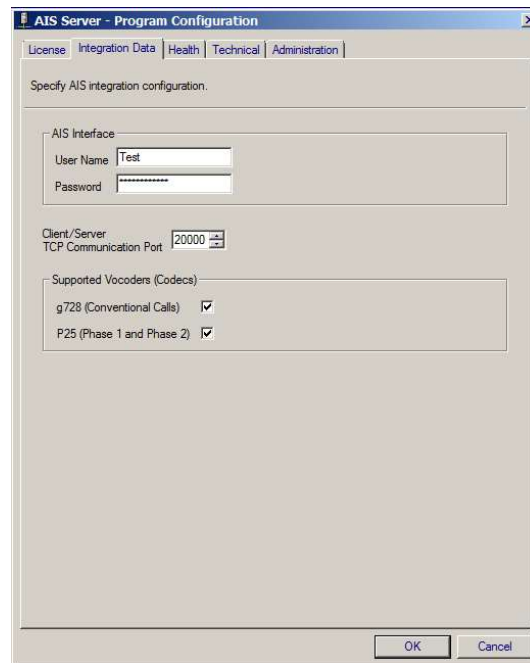 AIS Server - Program Configuration
License Integration Data Health Technical Administration
Specify AIS integration configuration.
AIS Interface
User Name Test
Password ************
Client/Server
TCP Communication Port 20000
Supported Vocoders (Codecs)
g728 (Conventional Calls)
P25 (Phase 1 and Phase 2)
OK Cancel